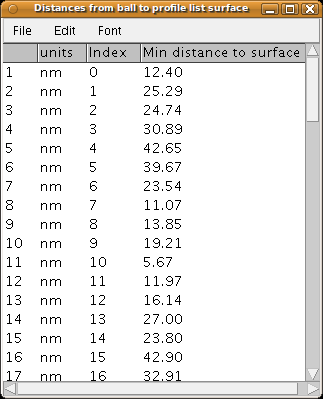 Distances from ball to profile list surface
File Edit Font
units Index Min distance to surface
1 nm 0 12.40
2 nm 1 25.29
3 nm 2 24.74
4 nm 3 30.89
5 nm 4 42.65
6 nm 5 39.67
7 nm 6 23.54
8 nm 7 11.07
9 nm 8 13.85
10 nm 9 19.21
11 nm 10 5.67
12 nm 11 11.97
13 nm 12 16.14
14 nm 13 27.00
15 nm 14 23.80
16 nm 15 42.90
17 nm 16 32.91